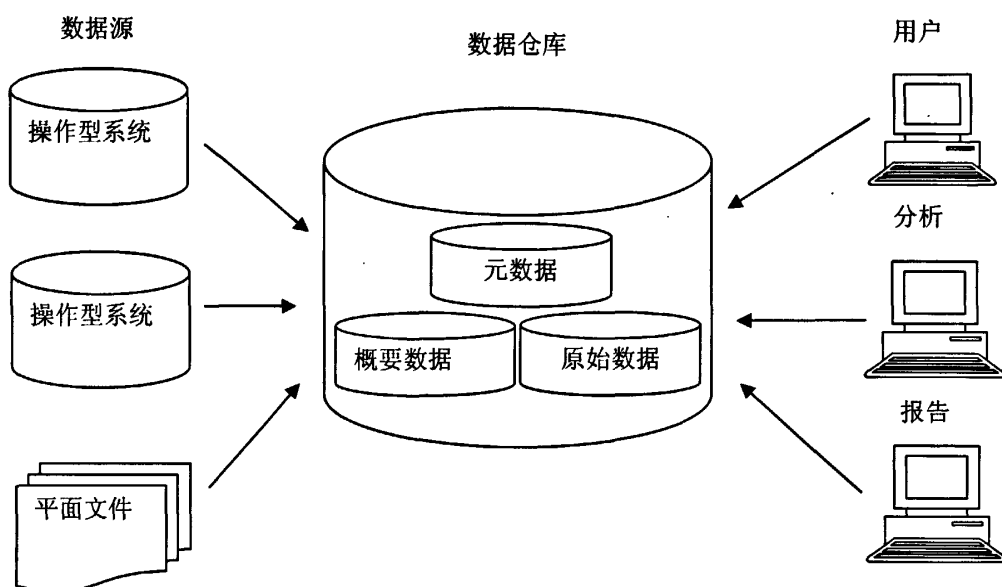 数据源
数据仓库
用户
操作型系统
操作型系统
平面文件
元数据
概要数据
原始数据
分析
报告